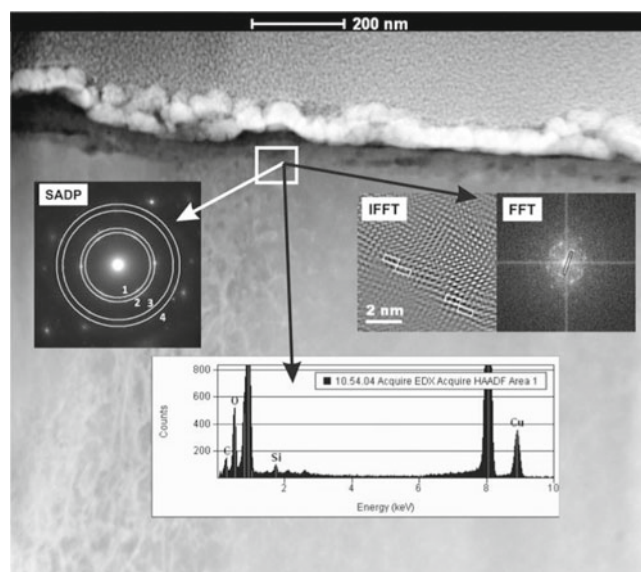 200 nm
SADP
1
2
3
4
IFFT
FFT
2 nm
10.54.04 Acquire EDX Acquire HAADF Area 1
Counts
800
600
400
200
C
O
Si
Cu
2
4
6
8
10
Energy (keV)